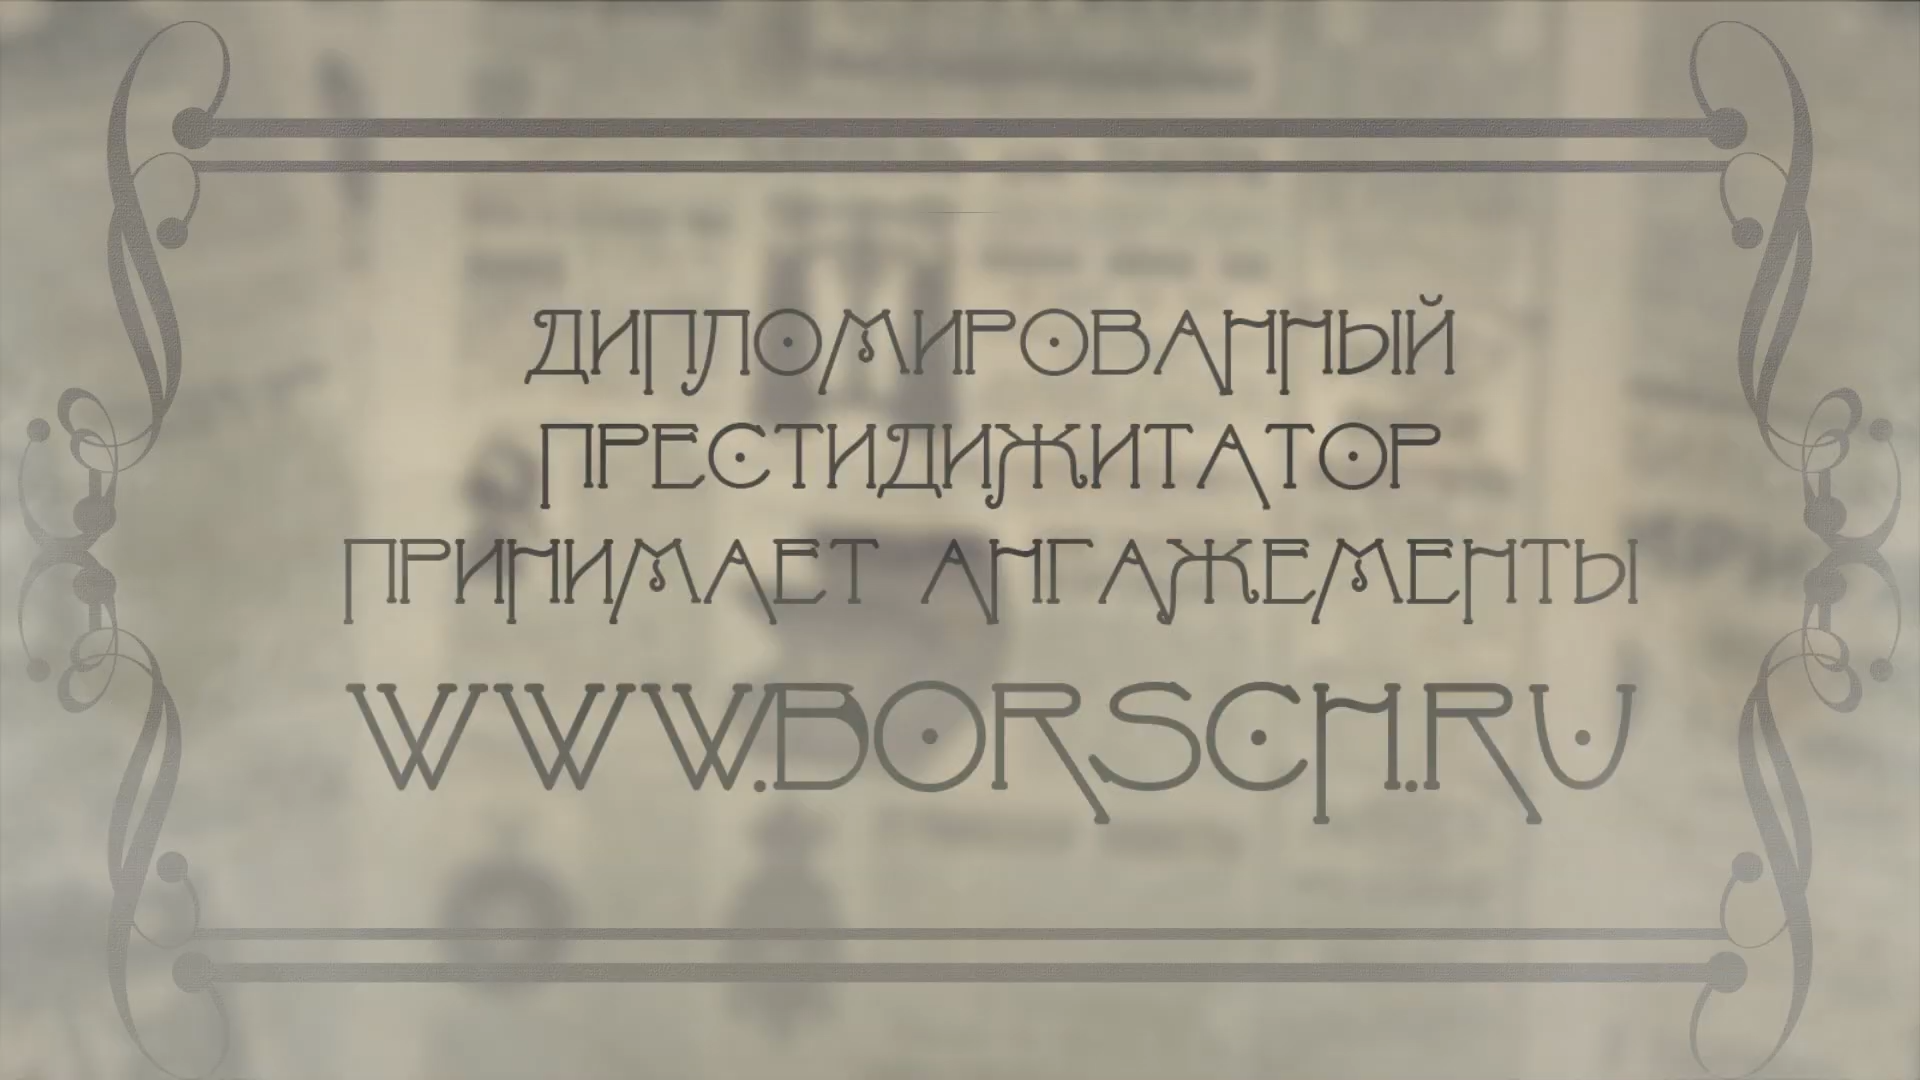 ДИПЛОМИРОВАННЫЙ
ПРЕСТИДИЖИТАТОР
ПРИНИМАЕТ АНГАЖЕМЕНТЫ
WWW.BORSCH.RU